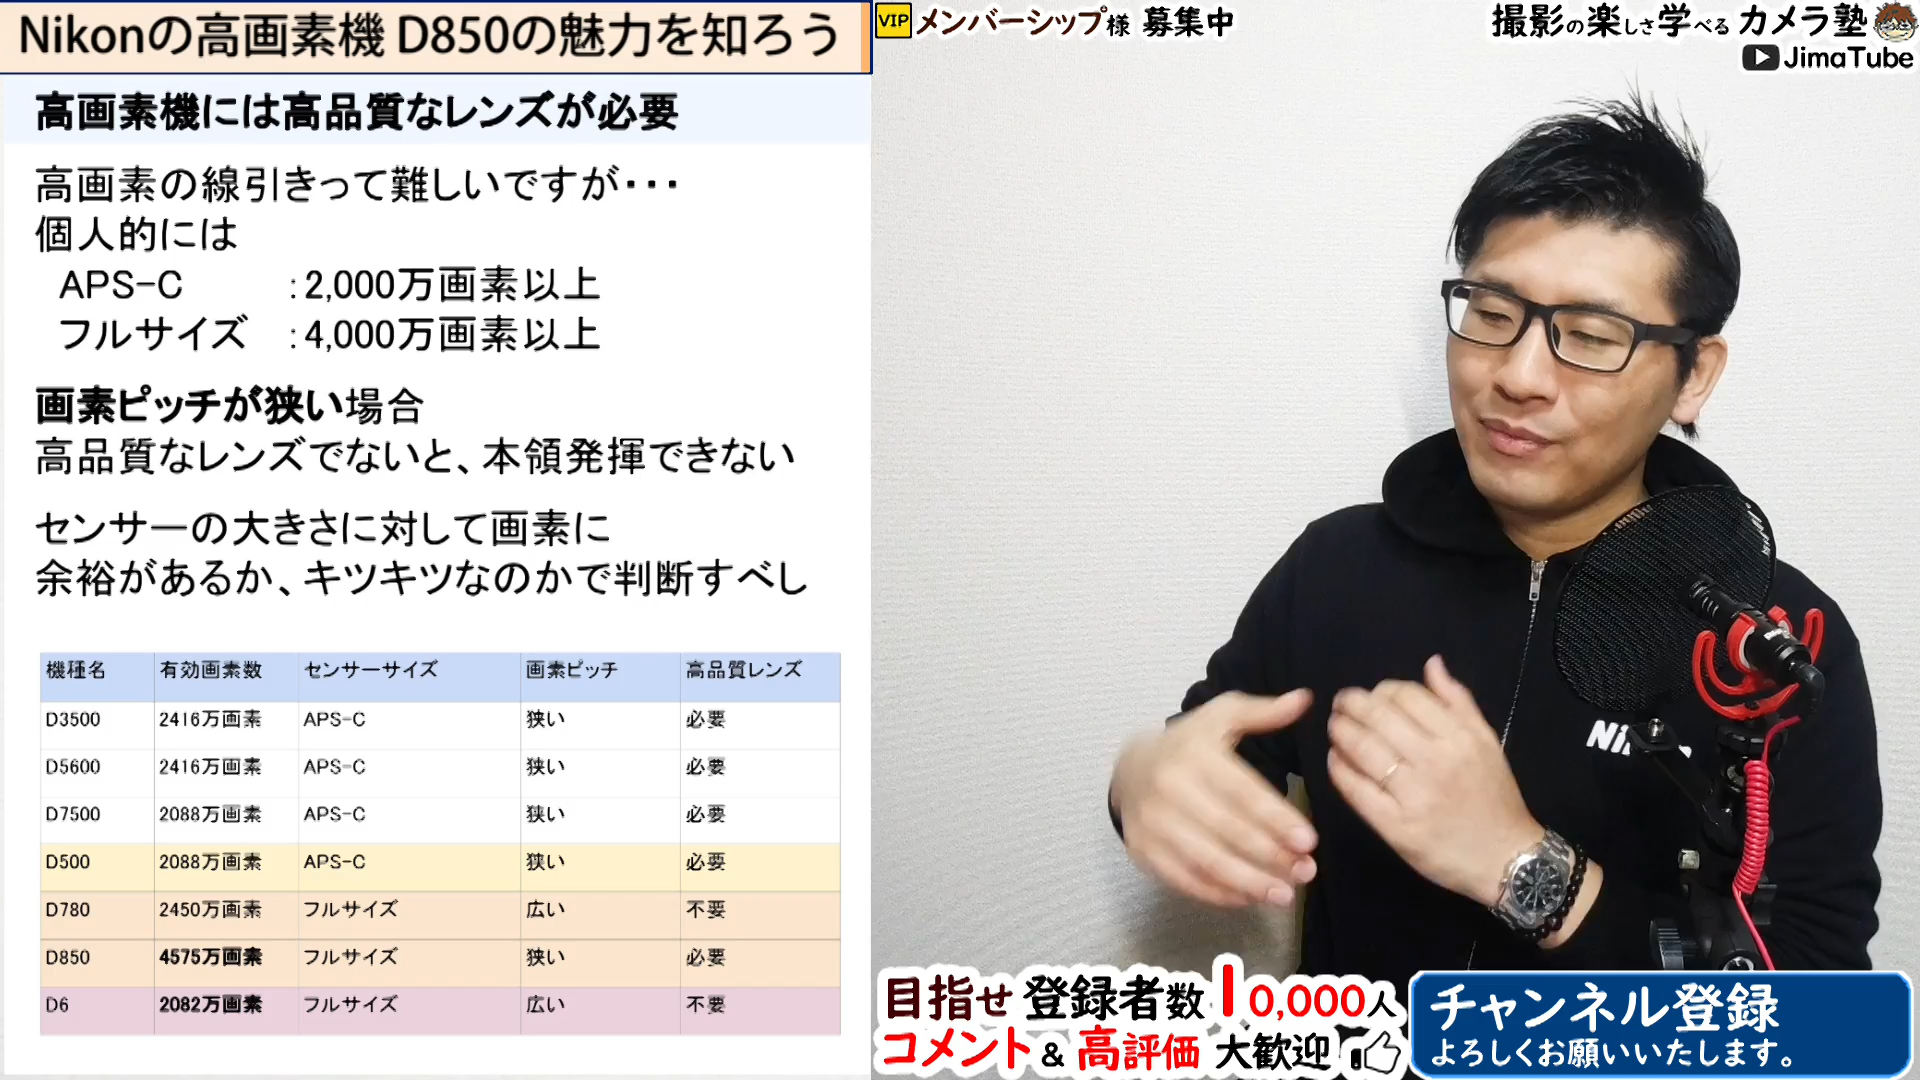 Nikonの高画素機 D850の魅力を知ろう
VIP メンバーシップ様 募集中
撮影の楽しさ学べる カメラ塾
JimaTube
高画素機には高品質なレンズが必要
高画素の線引きって難しいですが・・・
個人的には
APS-C :2,000万画素以上
フルサイズ :4,000万画素以上
画素ピッチが狭い場合
高品質なレンズでないと、本領発揮できない
センサーの大きさに対して画素に
余裕があるか、キツキツなのかで判断すべし
機種名 有効画素数 センサーサイズ 画素ピッチ 高品質レンズ
D3500 2416万画素 APS-C 狭い 必要
D5600 2416万画素 APS-C 狭い 必要
D7500 2088万画素 APS-C 狭い 必要
D500 2088万画素 APS-C 狭い 必要
D780 2450万画素 フルサイズ 広い 不要
D850 4575万画素 フルサイズ 狭い 必要
D6 2082万画素 フルサイズ 広い 不要
目指せ 登録者数 10,000人
コメント & 高評価 大歓迎
チャンネル登録
よろしくお願いいたします。